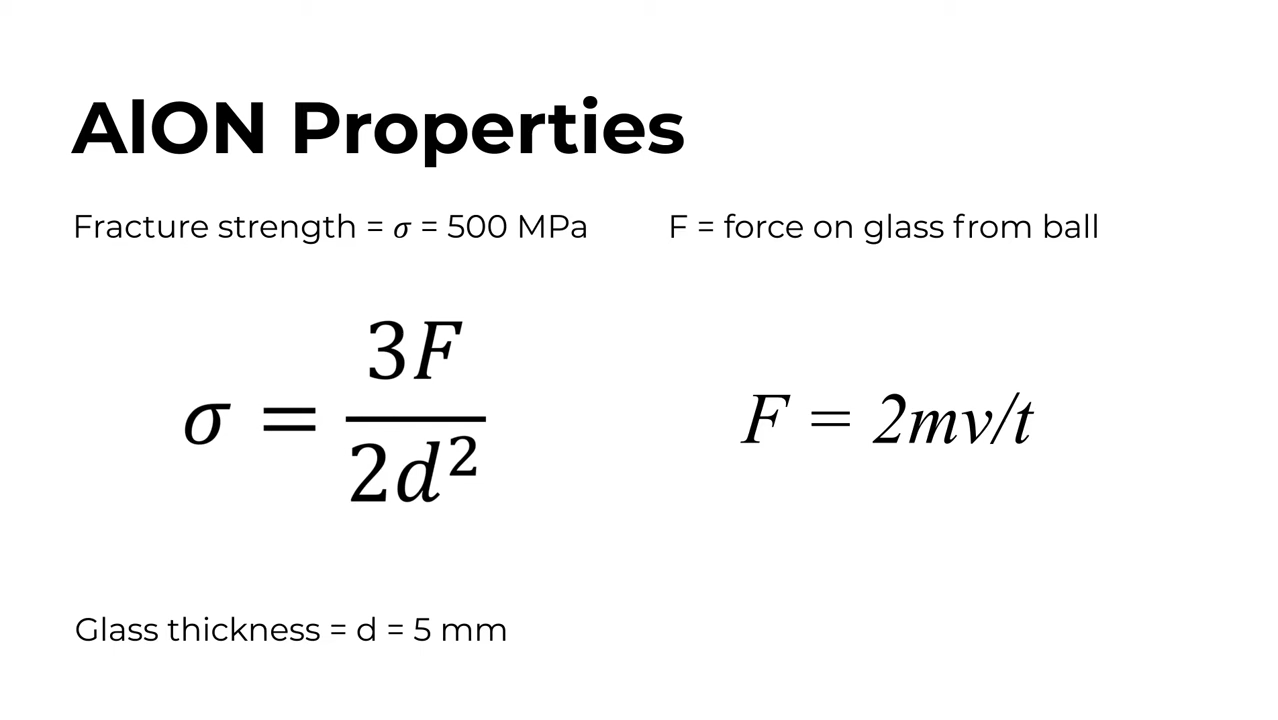 AlON Properties
Fracture strength = σ = 500 MPa
F = force on glass from ball
σ = 3F / 2d²
F = 2mv/t
Glass thickness = d = 5 mm